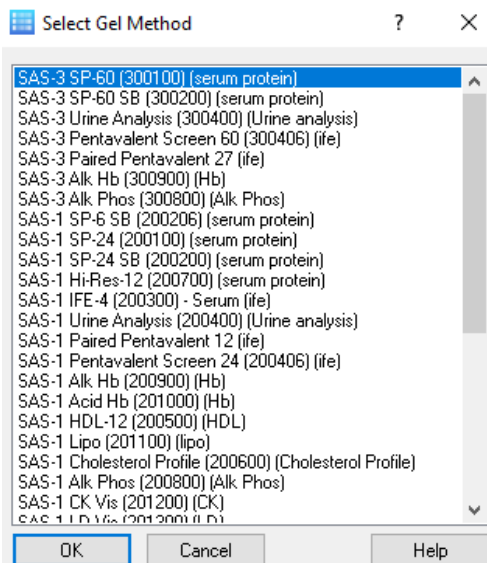 Select Gel Method
?
SAS-3 SP-60 (300100) (serum protein)
SAS-3 SP-60 SB (300200) (serum protein)
SAS-3 Urine Analysis (300400) (Urine analysis)
SAS-3 Pentavalent Screen 60 (300406) (ife)
SAS-3 Paired Pentavalent 27 (ife)
SAS-3 Alk Hb (300900) (Hb)
SAS-3 Alk Phos (300800) (Alk Phos)
SAS-1 SP-6 SB (200206) (serum protein)
SAS-1 SP-24 (200100) (serum protein)
SAS-1 SP-24 SB (200200) (serum protein)
SAS-1 Hi-Res-12 (200700) (serum protein)
SAS-1 IFE-4 (200300) - Serum (ife)
SAS-1 Urine Analysis (200400) (Urine analysis)
SAS-1 Paired Pentavalent 12 (ife)
SAS-1 Pentavalent Screen 24 (200406) (ife)
SAS-1 Alk Hb (200900) (Hb)
SAS-1 Acid Hb (201000) (Hb)
SAS-1 HDL-12 (200500) (HDL)
SAS-1 Lipo (201100) (lipo)
SAS-1 Cholesterol Profile (200600) (Cholesterol Profile)
SAS-1 Alk Phos (200800) (Alk Phos)
SAS-1 CK Vis (201200) (CK)
SAS-1 LD Vis (201300) (LD)
OK Cancel Help